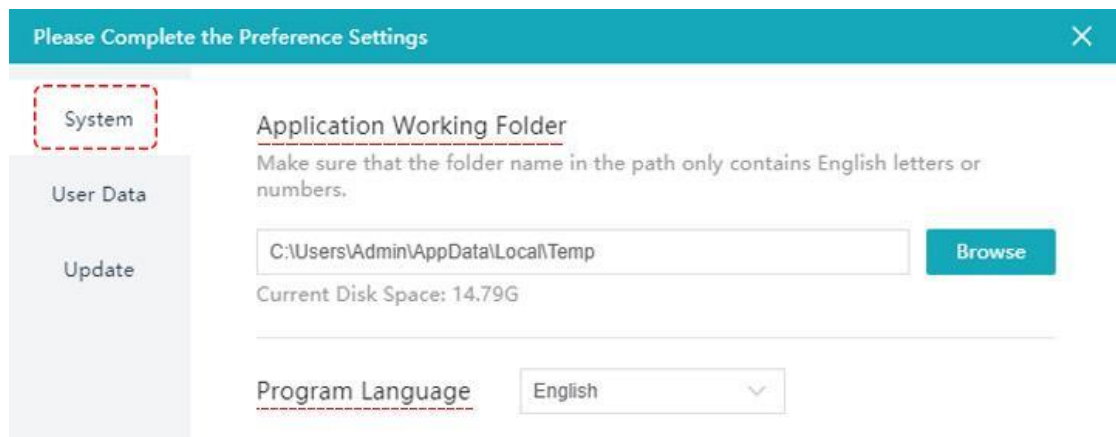 Please Complete the Preference Settings
System
User Data
Update
Application Working Folder
Make sure that the folder name in the path only contains English letters or
numbers.
C:\Users\Admin\AppData\Local\Temp
Browse
Current Disk Space: 14.79G
Program Language
English